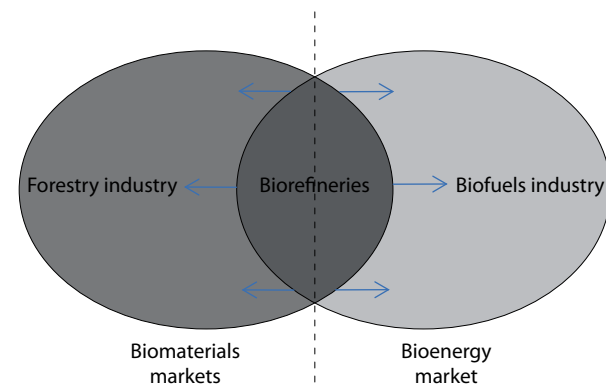 Forestry industry
Biorefineries
Biofuels industry
Biomaterials
markets
Bioenergy
market